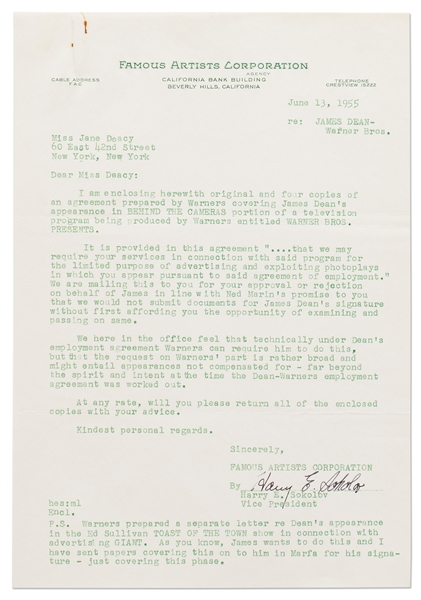 FAMOUS ARTISTS CORPORATION
AGENCY
CABLE ADDRESS
FAC
CALIFORNIA BANK BUILDING
BEVERLY HILLS, CALIFORNIA
TELEPHONE
CRESTVIEW 15222
June 13, 1955
re: JAMES DEAN-
Warner Bros.
Miss Jane Deacy
60 East 42nd Street
New York, New York
Dear Miss Deacy:
I am enclosing herewith original and four copies of
an agreement prepared by Warners covering James Dean's
appearance in BEHIND THE CAMERAS portion of a television
program being produced by Warners entitled WARNER BROS.
PRESENTS.
It is provided in this agreement "....that we may
require your services in connection with said program for
the limited purpose of advertising and exploiting photoplays
in which you appear pursuant to said agreement of employment."
We are mailing this to you for your approval or rejection
on behalf of James in line with Ned Marin's promise to you
that we would not submit documents for James Dean's signature
without first affording you the opportunity of examining and
passing on same.
We here in the office feel that technically under Dean's
employment agreement Warners can require him to do this,
but that the request on Warners' part is rather broad and
might entail appearances not compensated for - far beyond
the spirit and intent at the time the Dean-Warners employment
agreement was worked out.
At any rate, will you please return all of the enclosed
copies with your advice.
Kindest personal regards.
Sincerely,
FAMOUS ARTISTS CORPORATION
By Harry E. Sokolov
Harry E. Sokolov
Vice President
hes:ml
Encl.
P.S. Warners prepared a separate letter re Dean's appearance
in the Ed Sullivan TOAST OF THE TOWN show in connection with
advertising GIANT. As you know, James wants to do this and I
have sent papers covering this on to him in Marfa for his signa-
ture - just covering this phase.